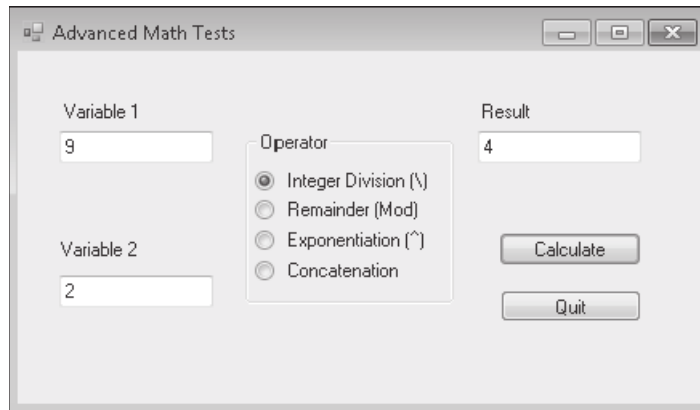 Advanced Math Tests
Variable 1
9
Operator
Integer Division (\)
Remainder (Mod)
Exponentiation (^)
Concatenation
Variable 2
2
Result
4
Calculate
Quit